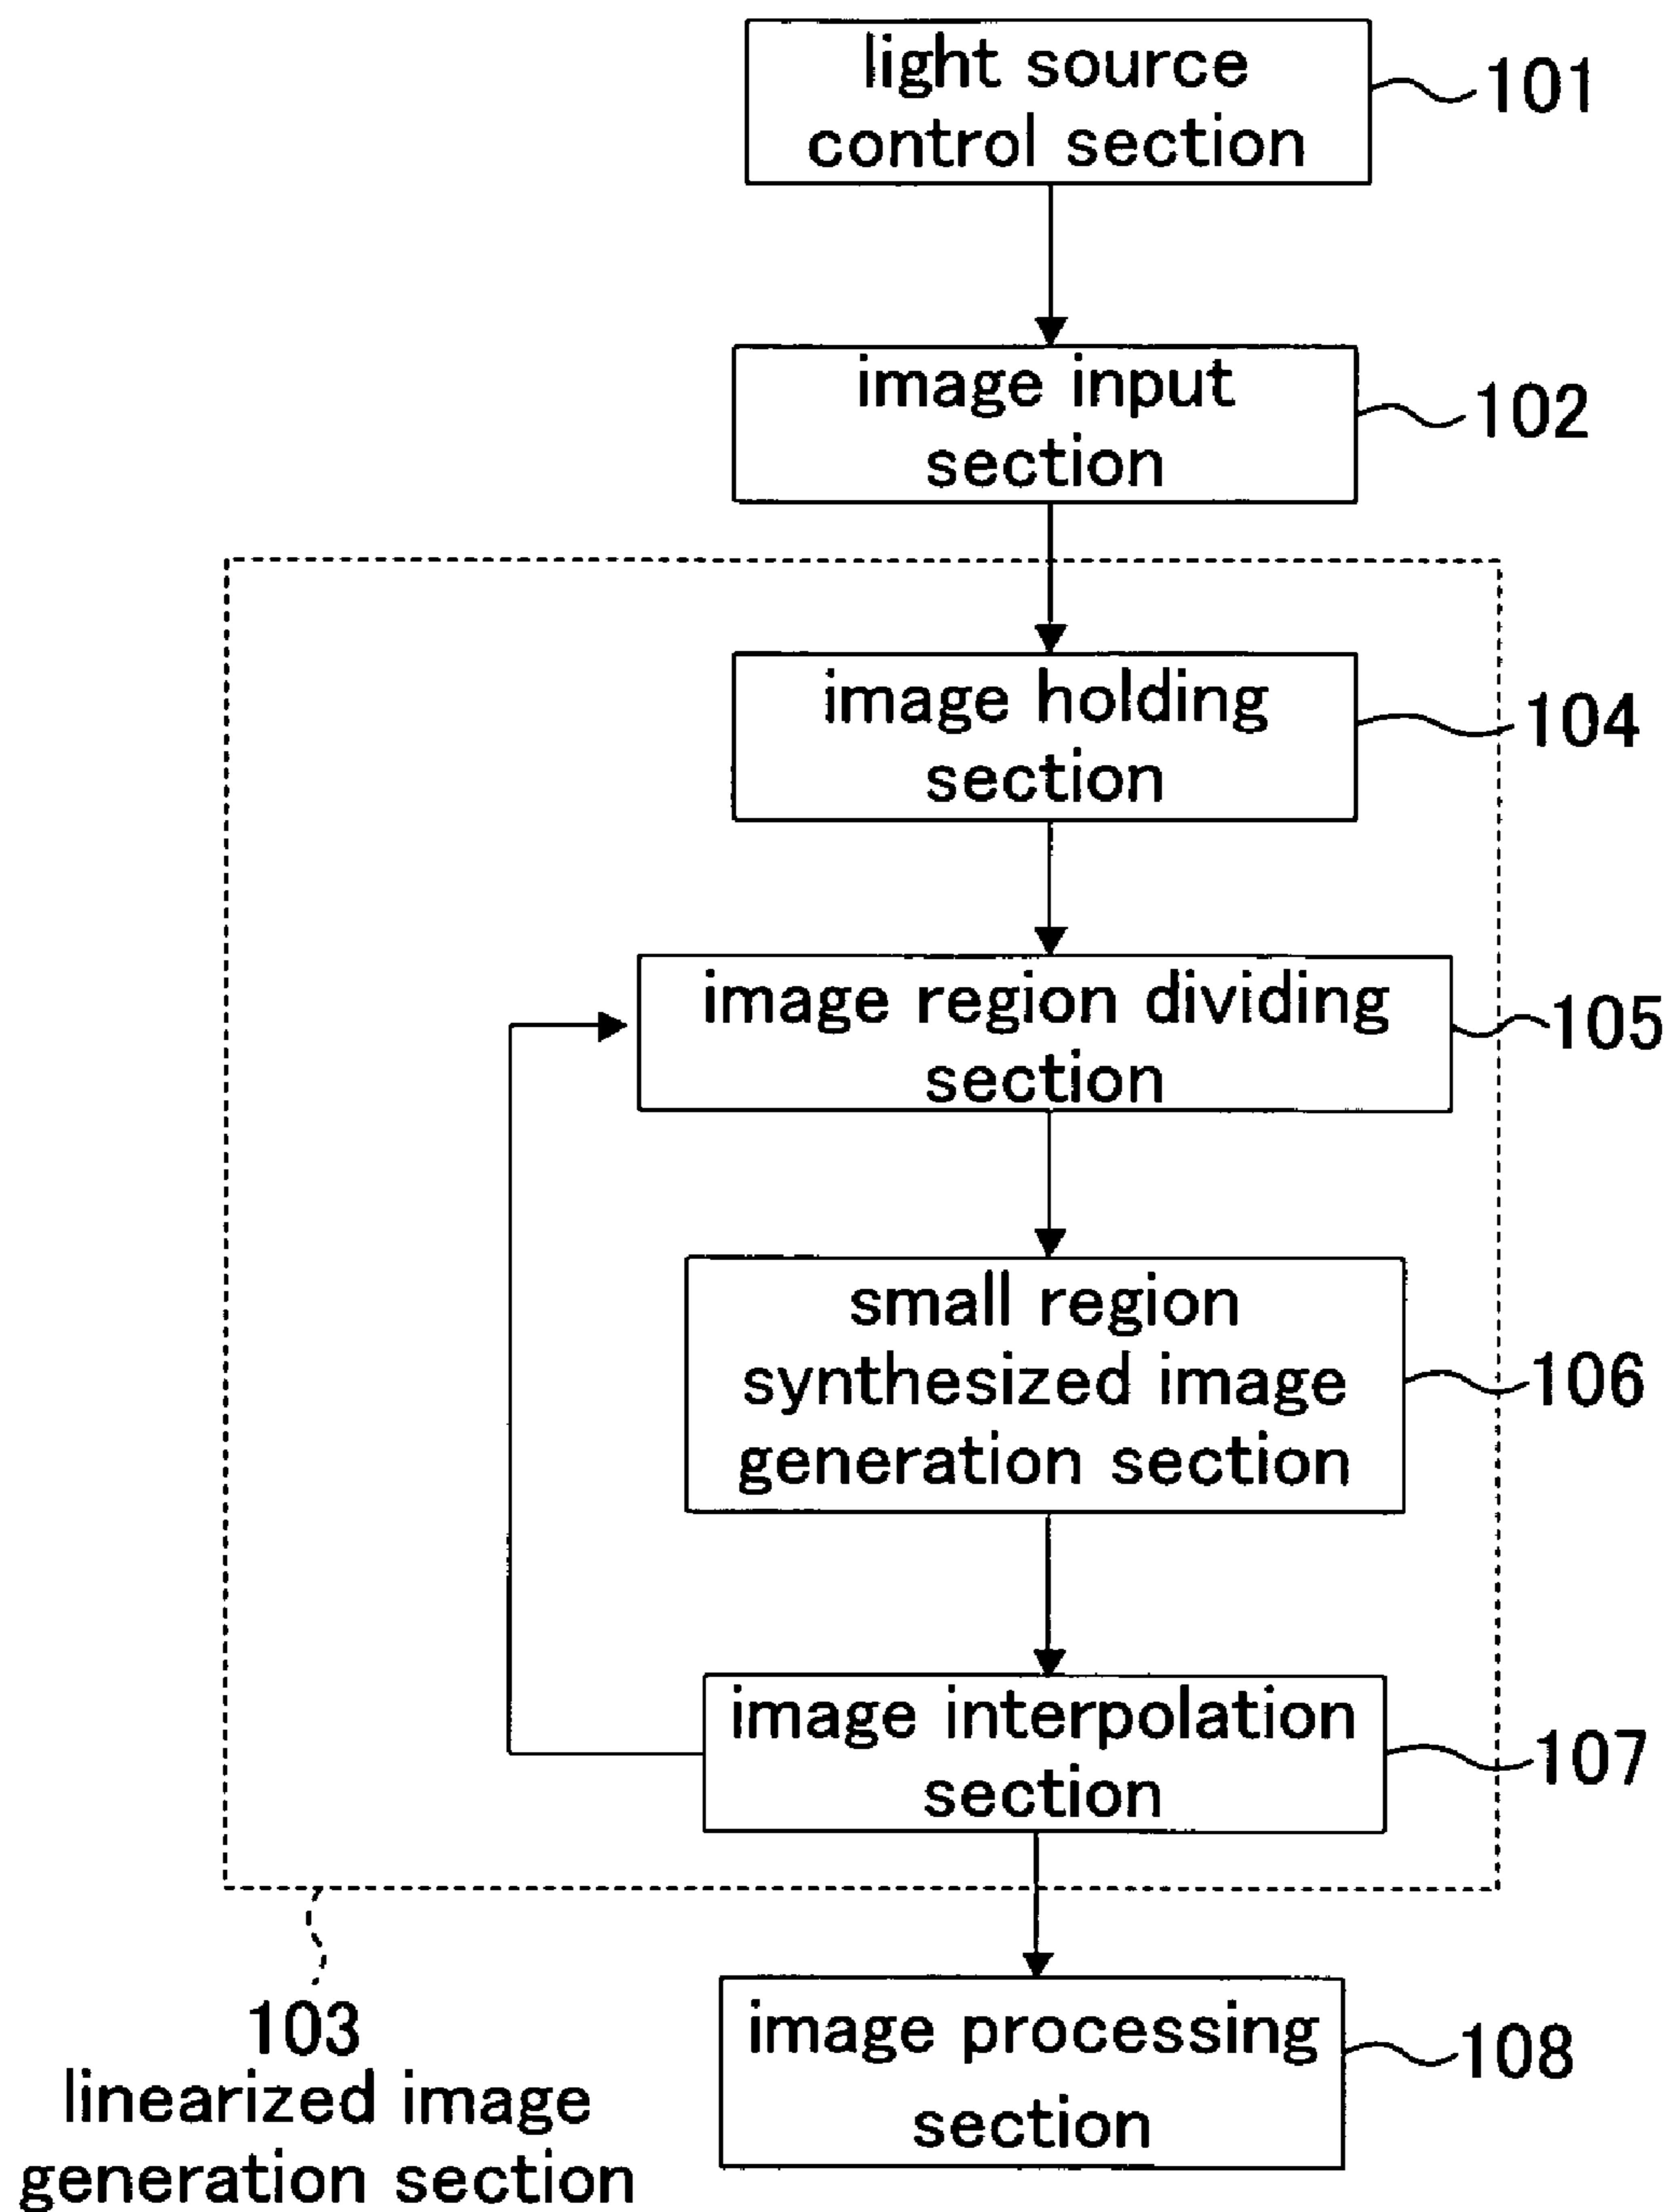 light source
control section
101
image input
section
102
image holding
section
104
image region dividing
section
105
small region
synthesized image
generation section
106
image interpolation
section
107
103
linearized image
generation section
image processing
section
108